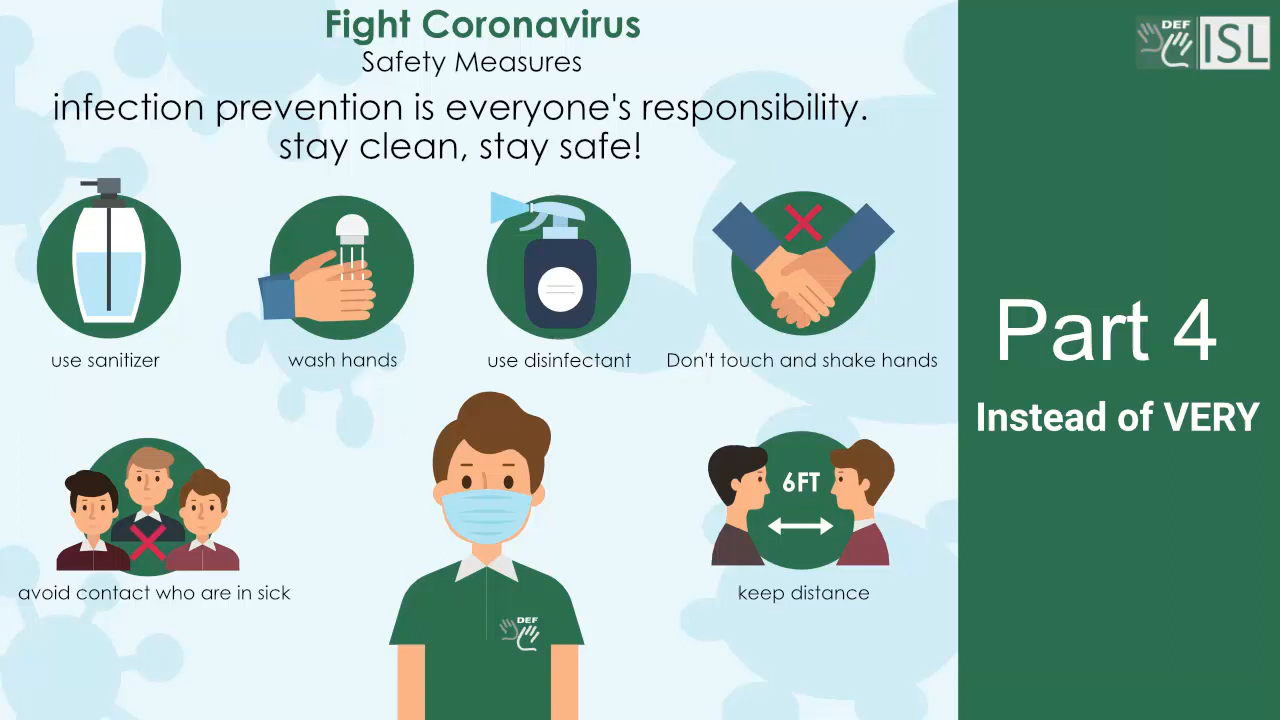 Fight Coronavirus
Safety Measures
infection prevention is everyone's responsibility.
stay clean, stay safe!
use sanitizer
wash hands
use disinfectant
Don't touch and shake hands
avoid contact who are in sick
6FT
keep distance
DEF
DEF
ISL
Part 4
Instead of VERY